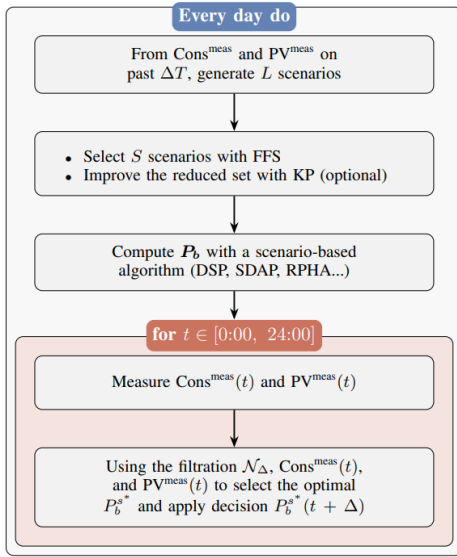 Every day do
From Cons^meas and PV^meas on
past ΔT, generate L scenarios
• Select S scenarios with FFS
• Improve the reduced set with KP (optional)
Compute P_b with a scenario-based
algorithm (DSP, SDAP, RPHA...)
for t ∈ [0:00, 24:00]
Measure Cons^meas(t) and PV^meas(t)
Using the filtration 𝒩_Δ, Cons^meas(t),
and PV^meas(t) to select the optimal
P_b^{s*} and apply decision P_b^{s*}(t + Δ)